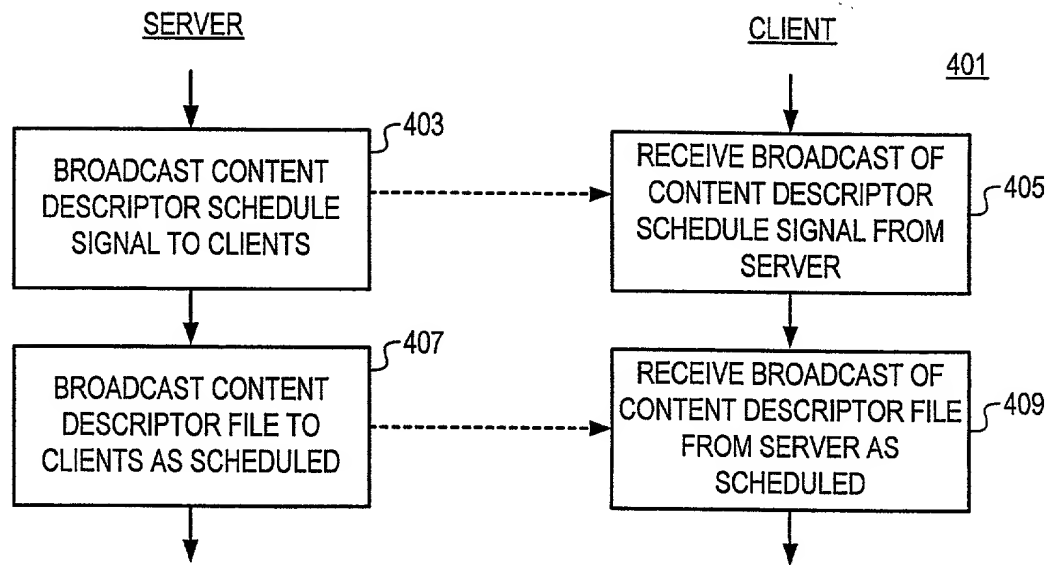 SERVER
CLIENT
401
403
BROADCAST CONTENT
DESCRIPTOR SCHEDULE
SIGNAL TO CLIENTS
RECEIVE BROADCAST OF
CONTENT DESCRIPTOR
SCHEDULE SIGNAL FROM
SERVER
405
407
BROADCAST CONTENT
DESCRIPTOR FILE TO
CLIENTS AS SCHEDULED
RECEIVE BROADCAST OF
CONTENT DESCRIPTOR FILE
FROM SERVER AS
SCHEDULED
409